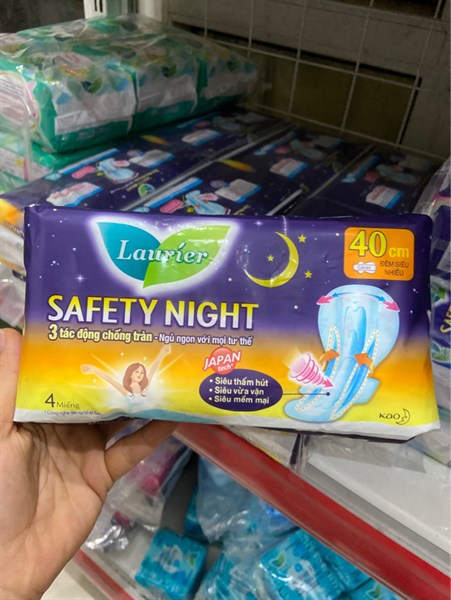 Laurier
40cm
ĐÊM SIÊU
NHIỀU
SAFETY NIGHT
3 tác động chống tràn - Ngủ ngon với mọi tư thế
JAPAN
tech
• Siêu thấm hút
• Siêu vừa vặn
• Siêu mềm mại
4 Miếng
Kao